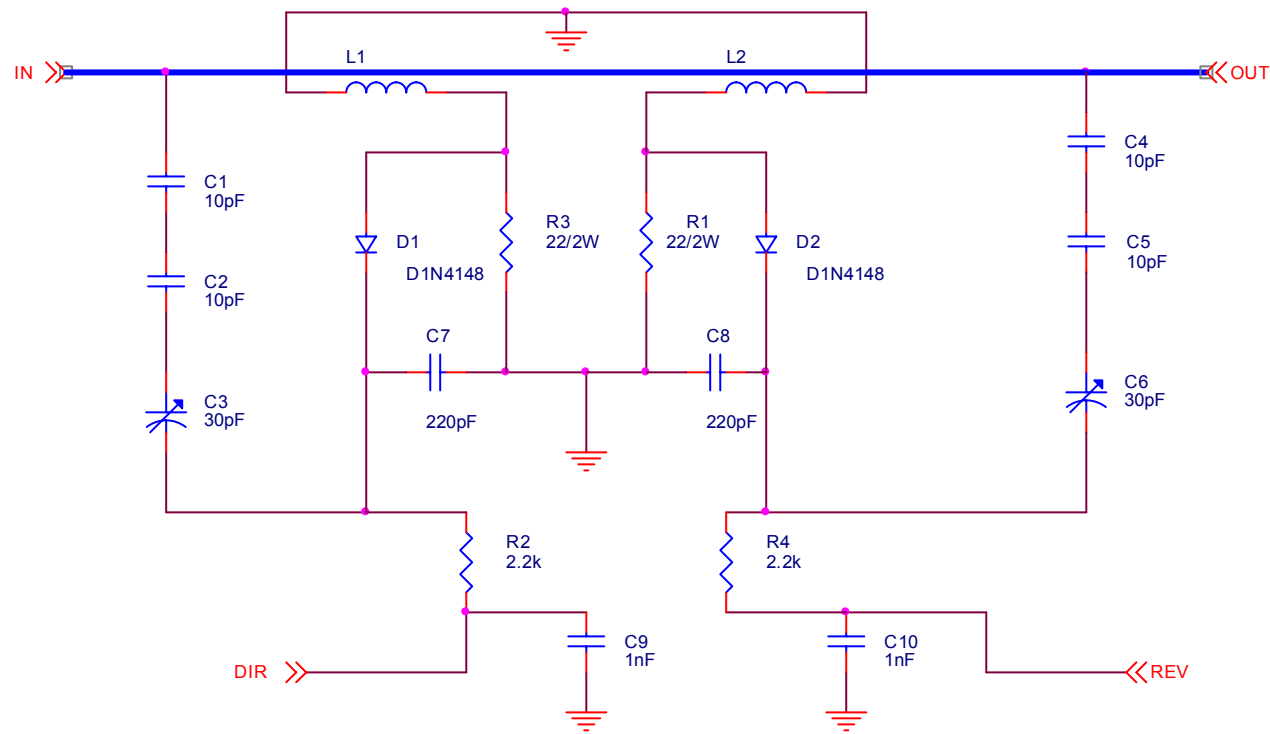 L1
L2
IN
OUT
C4
10pF
C1
10pF
R3
22/2W
R1
22/2W
D1
D1N4148
D2
D1N4148
C5
10pF
C2
10pF
C7
220pF
C8
220pF
C3
30pF
C6
30pF
R2
2.2k
R4
2.2k
C9
1nF
C10
1nF
DIR
REV